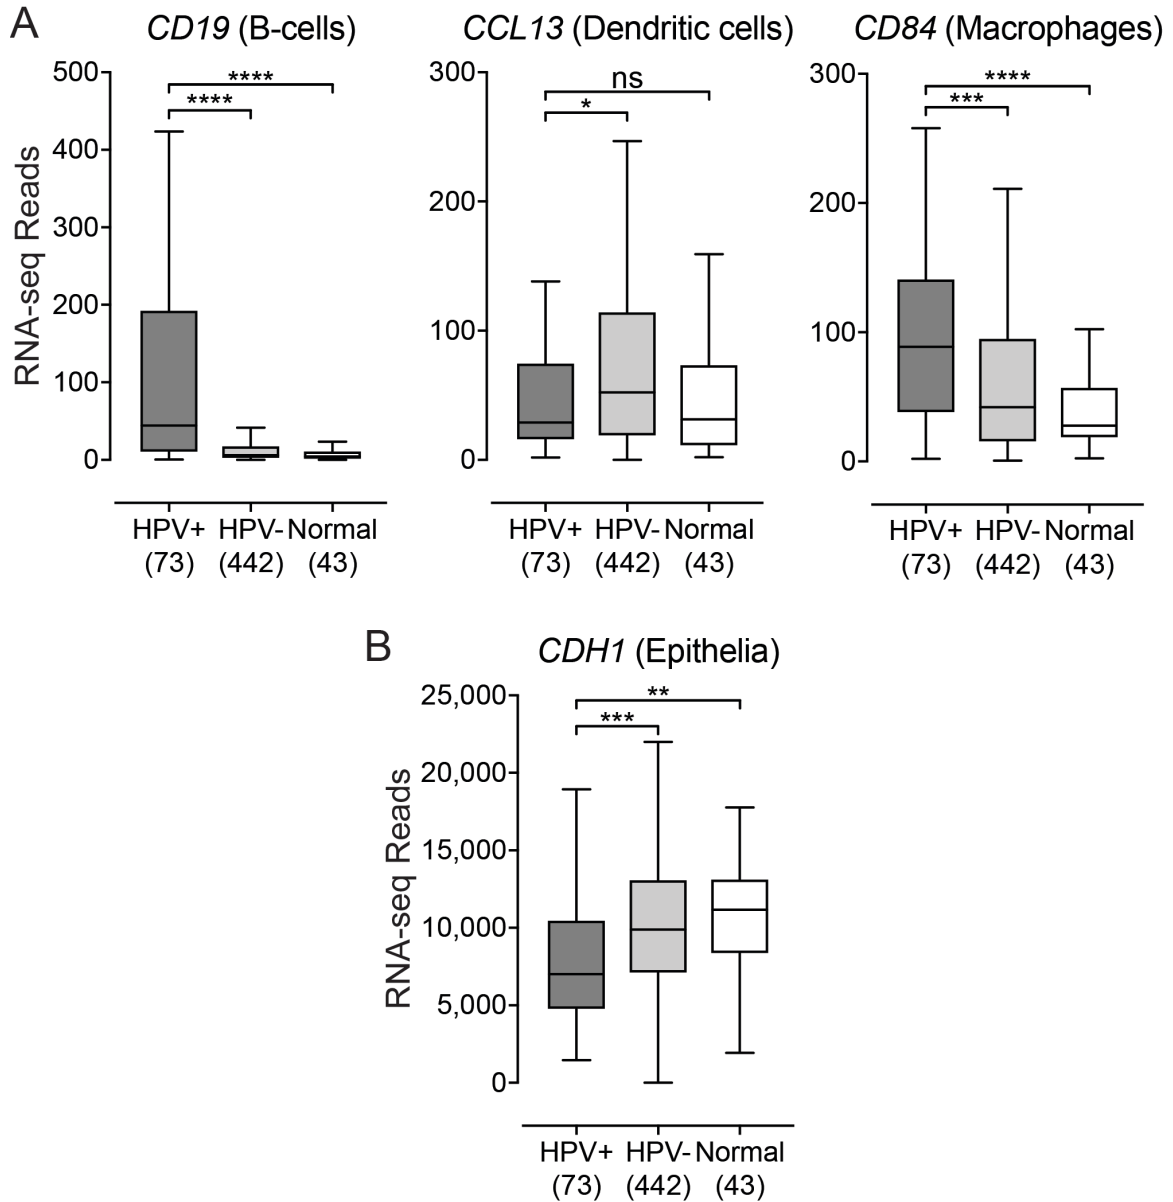 A
CD19 (B-cells)
CCL13 (Dendritic cells)
CD84 (Macrophages)
RNA-seq Reads
500
400
300
200
100
0
****
****
HPV+ HPV- Normal
(73) (442) (43)
300
200
100
0
ns
*
HPV+ HPV- Normal
(73) (442) (43)
300
200
100
0
****
***
HPV+ HPV- Normal
(73) (442) (43)
B
CDH1 (Epithelia)
RNA-seq Reads
25,000
20,000
15,000
10,000
5,000
0
**
***
HPV+ HPV- Normal
(73) (442) (43)